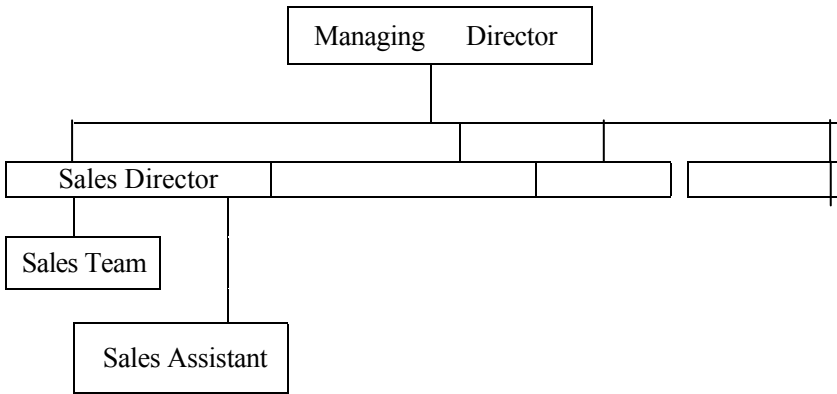 Managing Director
Sales Director
Sales Team
Sales Assistant